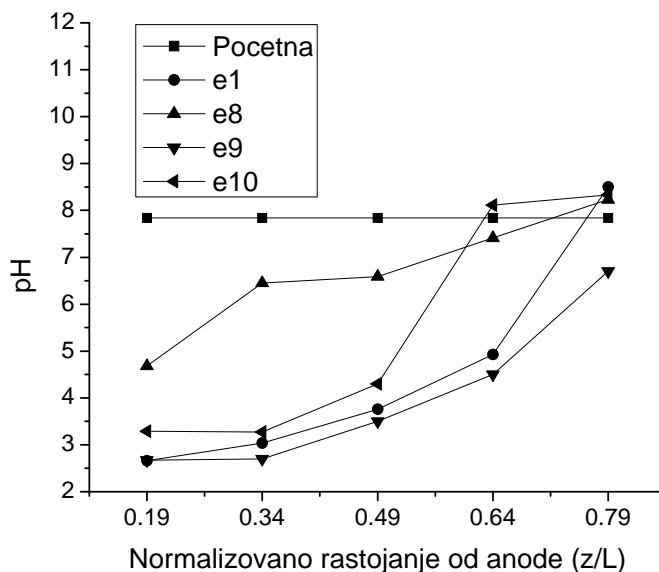 12
11
10
9
8
7
6
5
4
3
2
pH
Pocetna
e1
e8
e9
e10
0.19 0.34 0.49 0.64 0.79
Normalizovano rastojanje od anode (z/L)